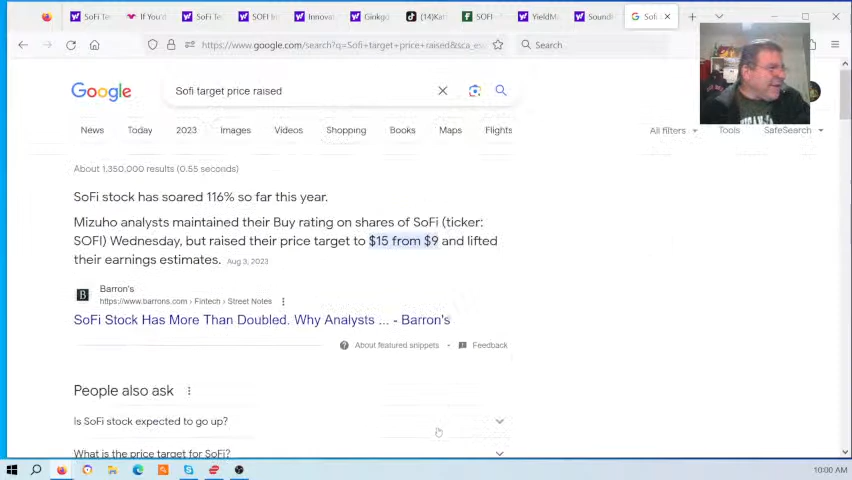 SoFi Te
If You'd
SoFi Te
SOFI In
Innovat
Ginkgo
(14)Kat
SOFI
YieldM
Sound
Sofi
https://www.google.com/search?q=Sofi+target+price+raised&sca_es
Search
Google
Sofi target price raised
News
Today
2023
Images
Videos
Shopping
Books
Maps
Flights
All filters
Tools
SafeSearch
About 1,350,000 results (0.55 seconds)
SoFi stock has soared 116% so far this year.
Mizuho analysts maintained their Buy rating on shares of SoFi (ticker:
SOFI) Wednesday, but raised their price target to $15 from $9 and lifted
their earnings estimates. Aug 3, 2023
B
Barron's
https://www.barrons.com › Fintech › Street Notes
SoFi Stock Has More Than Doubled. Why Analysts ... - Barron's
About featured snippets
Feedback
People also ask
Is SoFi stock expected to go up?
What is the price target for SoFi?
10:00 AM